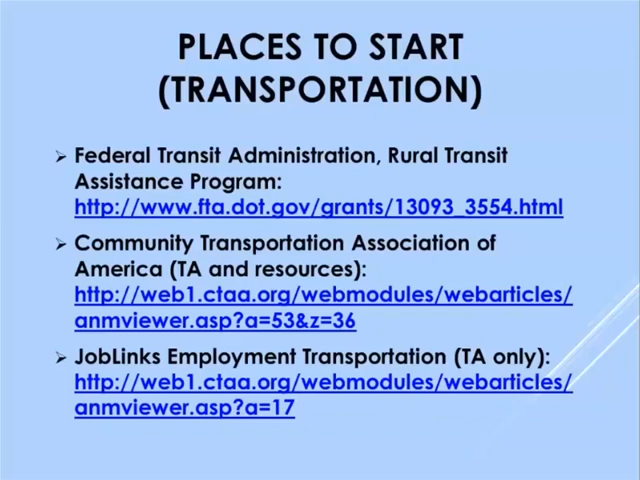 PLACES TO START
(TRANSPORTATION)
➢ Federal Transit Administration, Rural Transit
Assistance Program:
http://www.fta.dot.gov/grants/13093_3554.html
➢ Community Transportation Association of
America (TA and resources):
http://web1.ctaa.org/webmodules/webarticles/
anmviewer.asp?a=53&z=36
➢ JobLinks Employment Transportation (TA only):
http://web1.ctaa.org/webmodules/webarticles/
anmviewer.asp?a=17